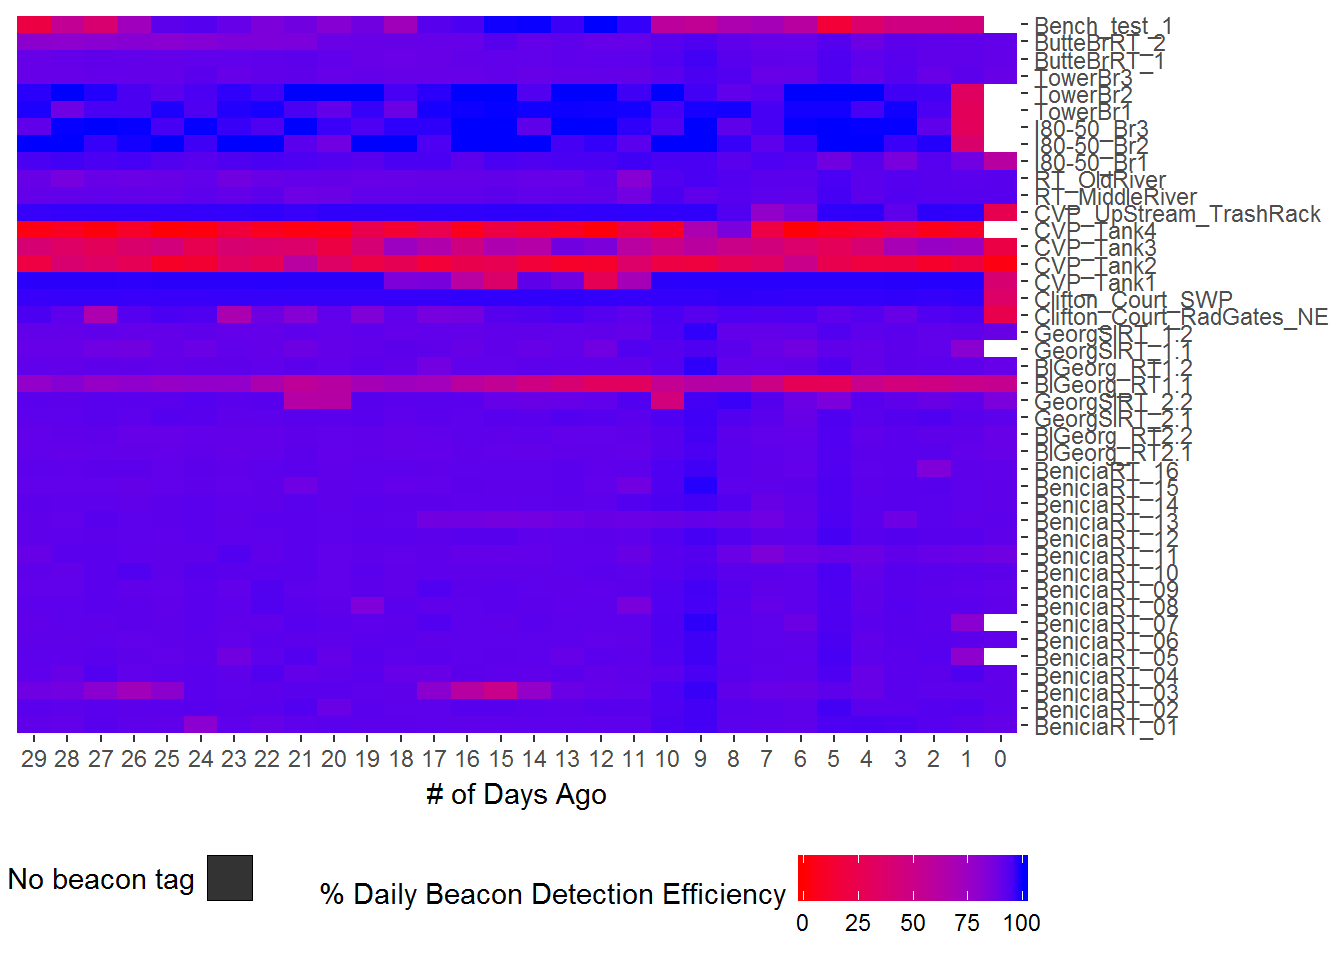 Bench_test_1
ButteBrRT_2
ButteBrRT_1
TowerBr3
TowerBr2
TowerBr1
I80-50_Br3
I80-50_Br2
I80-50_Br1
RT_OldRiver
RT_MiddleRiver
CVP_UpStream_TrashRack
CVP_Tank4
CVP_Tank3
CVP_Tank2
CVP_Tank1
Clifton_Court_SWP
Clifton_Court_RadGates_NE
GeorgSlRT_1.2
GeorgSlRT_1.1
BlGeorg_RT1.2
BlGeorg_RT1.1
GeorgSlRT_2.2
GeorgSlRT_2.1
BlGeorg_RT2.2
BlGeorg_RT2.1
BeniciaRT_16
BeniciaRT_15
BeniciaRT_14
BeniciaRT_13
BeniciaRT_12
BeniciaRT_11
BeniciaRT_10
BeniciaRT_09
BeniciaRT_08
BeniciaRT_07
BeniciaRT_06
BeniciaRT_05
BeniciaRT_04
BeniciaRT_03
BeniciaRT_02
BeniciaRT_01
29 28 27 26 25 24 23 22 21 20 19 18 17 16 15 14 13 12 11 10 9 8 7 6 5 4 3 2 1 0
# of Days Ago
No beacon tag
% Daily Beacon Detection Efficiency
0 25 50 75 100